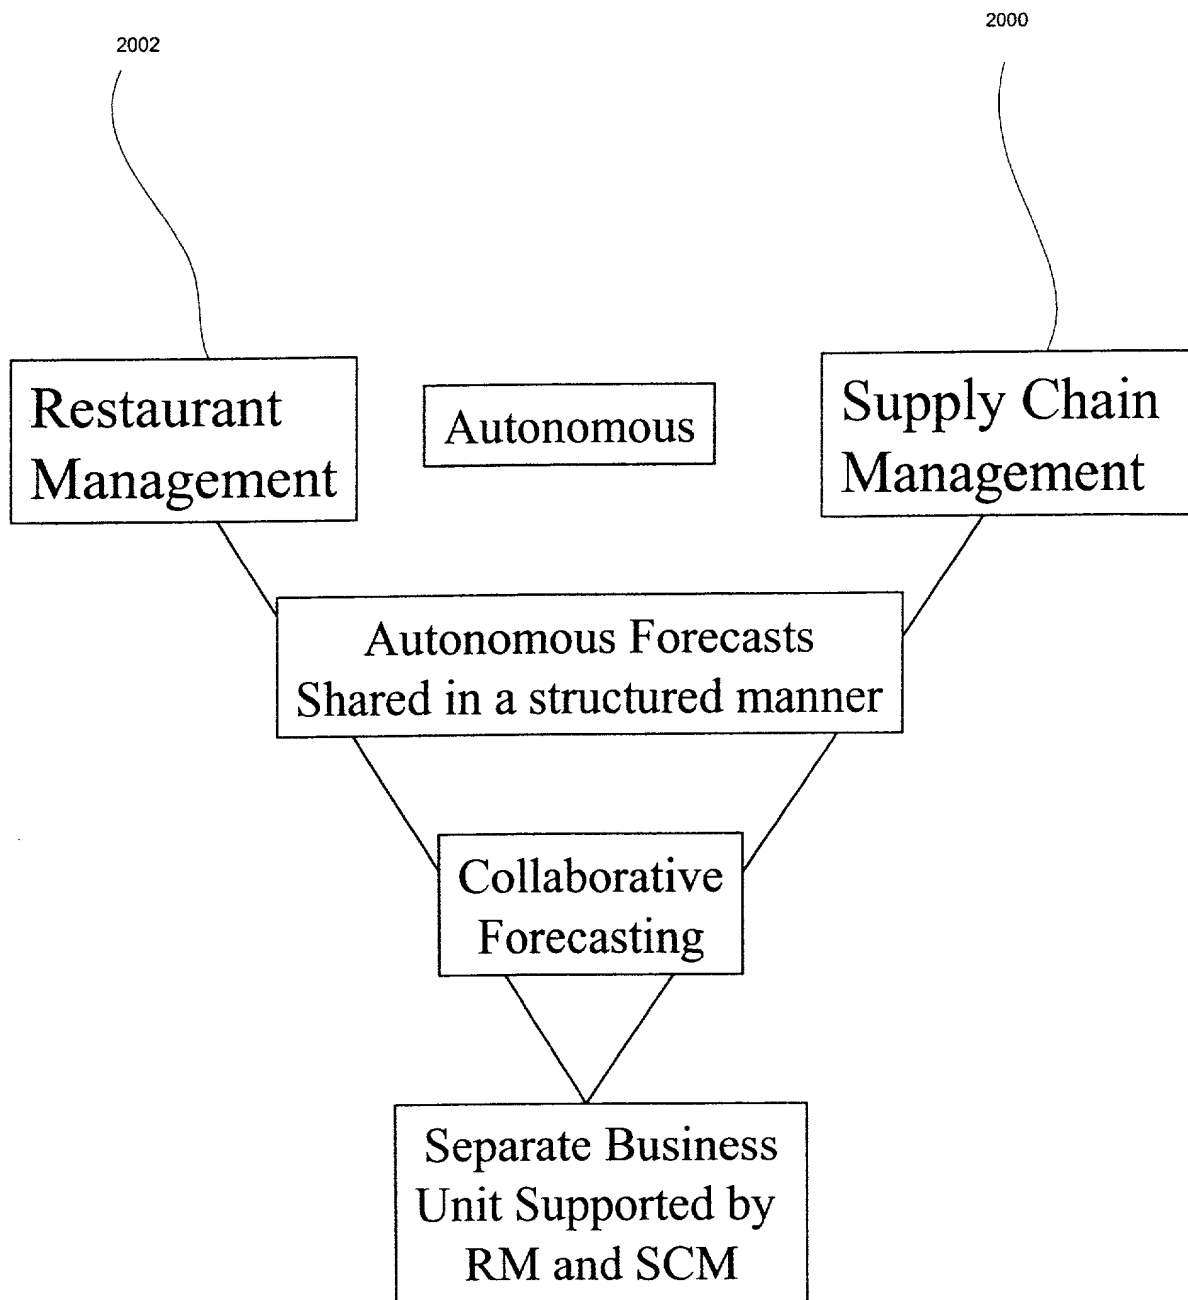 2002
2000
Restaurant
Management
Autonomous
Supply Chain
Management
Autonomous Forecasts
Shared in a structured manner
Collaborative
Forecasting
Separate Business
Unit Supported by
RM and SCM